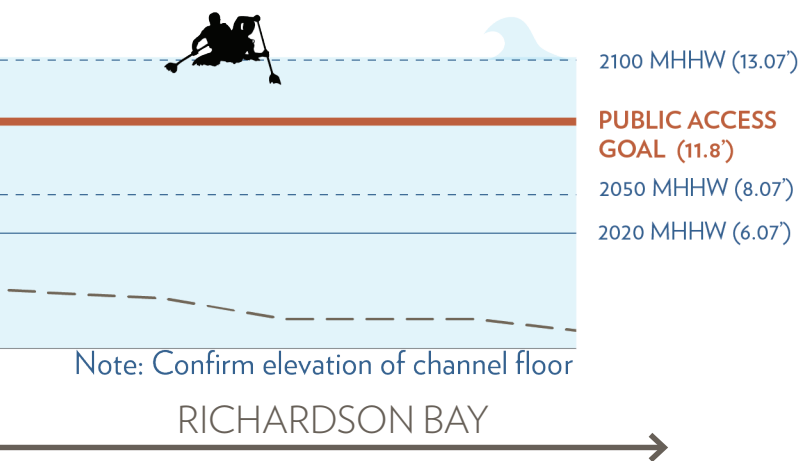 2100 MHHW (13.07')
PUBLIC ACCESS
GOAL (11.8')
2050 MHHW (8.07')
2020 MHHW (6.07')
Note: Confirm elevation of channel floor
RICHARDSON BAY